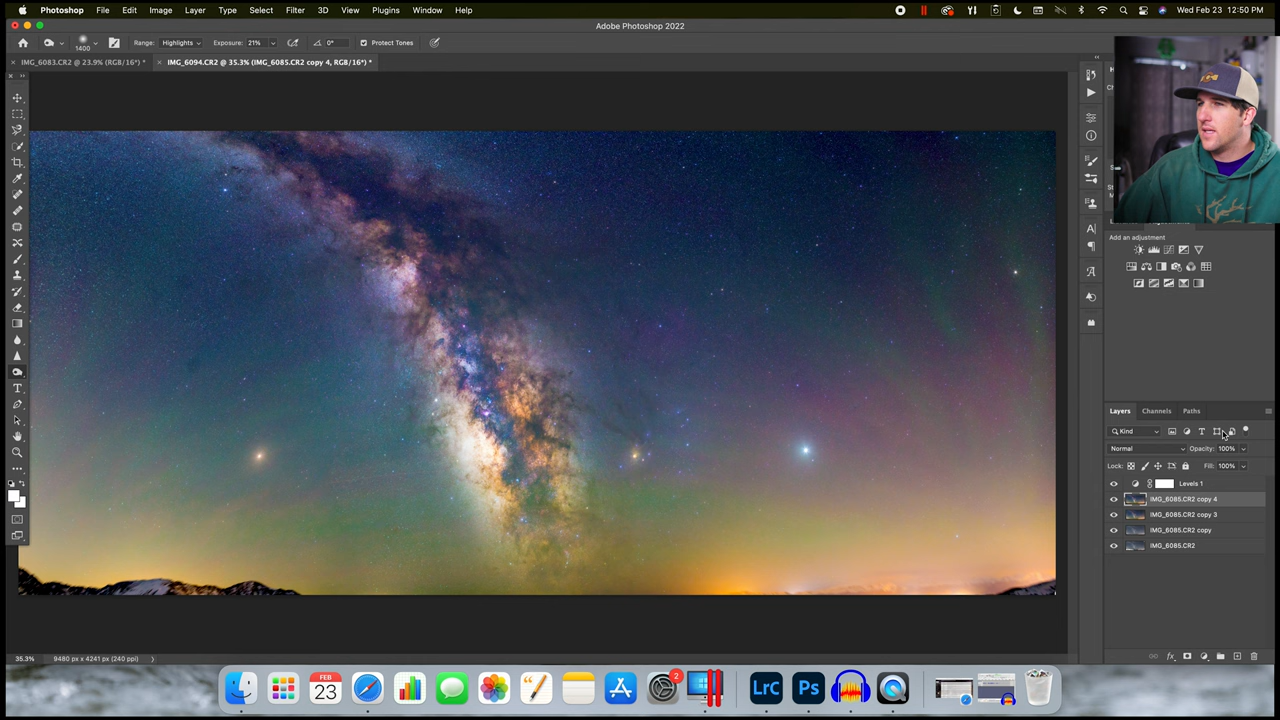 Photoshop File Edit Image Layer Type Select Filter 3D View Plugins Window Help Wed Feb 23 12:50 PM
Adobe Photoshop 2022
1400 Range: Highlights Exposure: 21% 0° Protect Tones
IMG_6083.CR2 @ 23.9% (RGB/16*) * IMG_6094.CR2 @ 35.3% (IMG_6085.CR2 copy 4, RGB/16*) *
Add an adjustment
Layers Channels Paths
Kind
Normal Opacity: 100%
Lock: Fill: 100%
Levels 1
IMG_6085.CR2 copy 4
IMG_6085.CR2 copy 3
IMG_6085.CR2 copy
IMG_6085.CR2
35.3% 9480 px x 4241 px (240 ppi)
FEB
23
2
LrC Ps